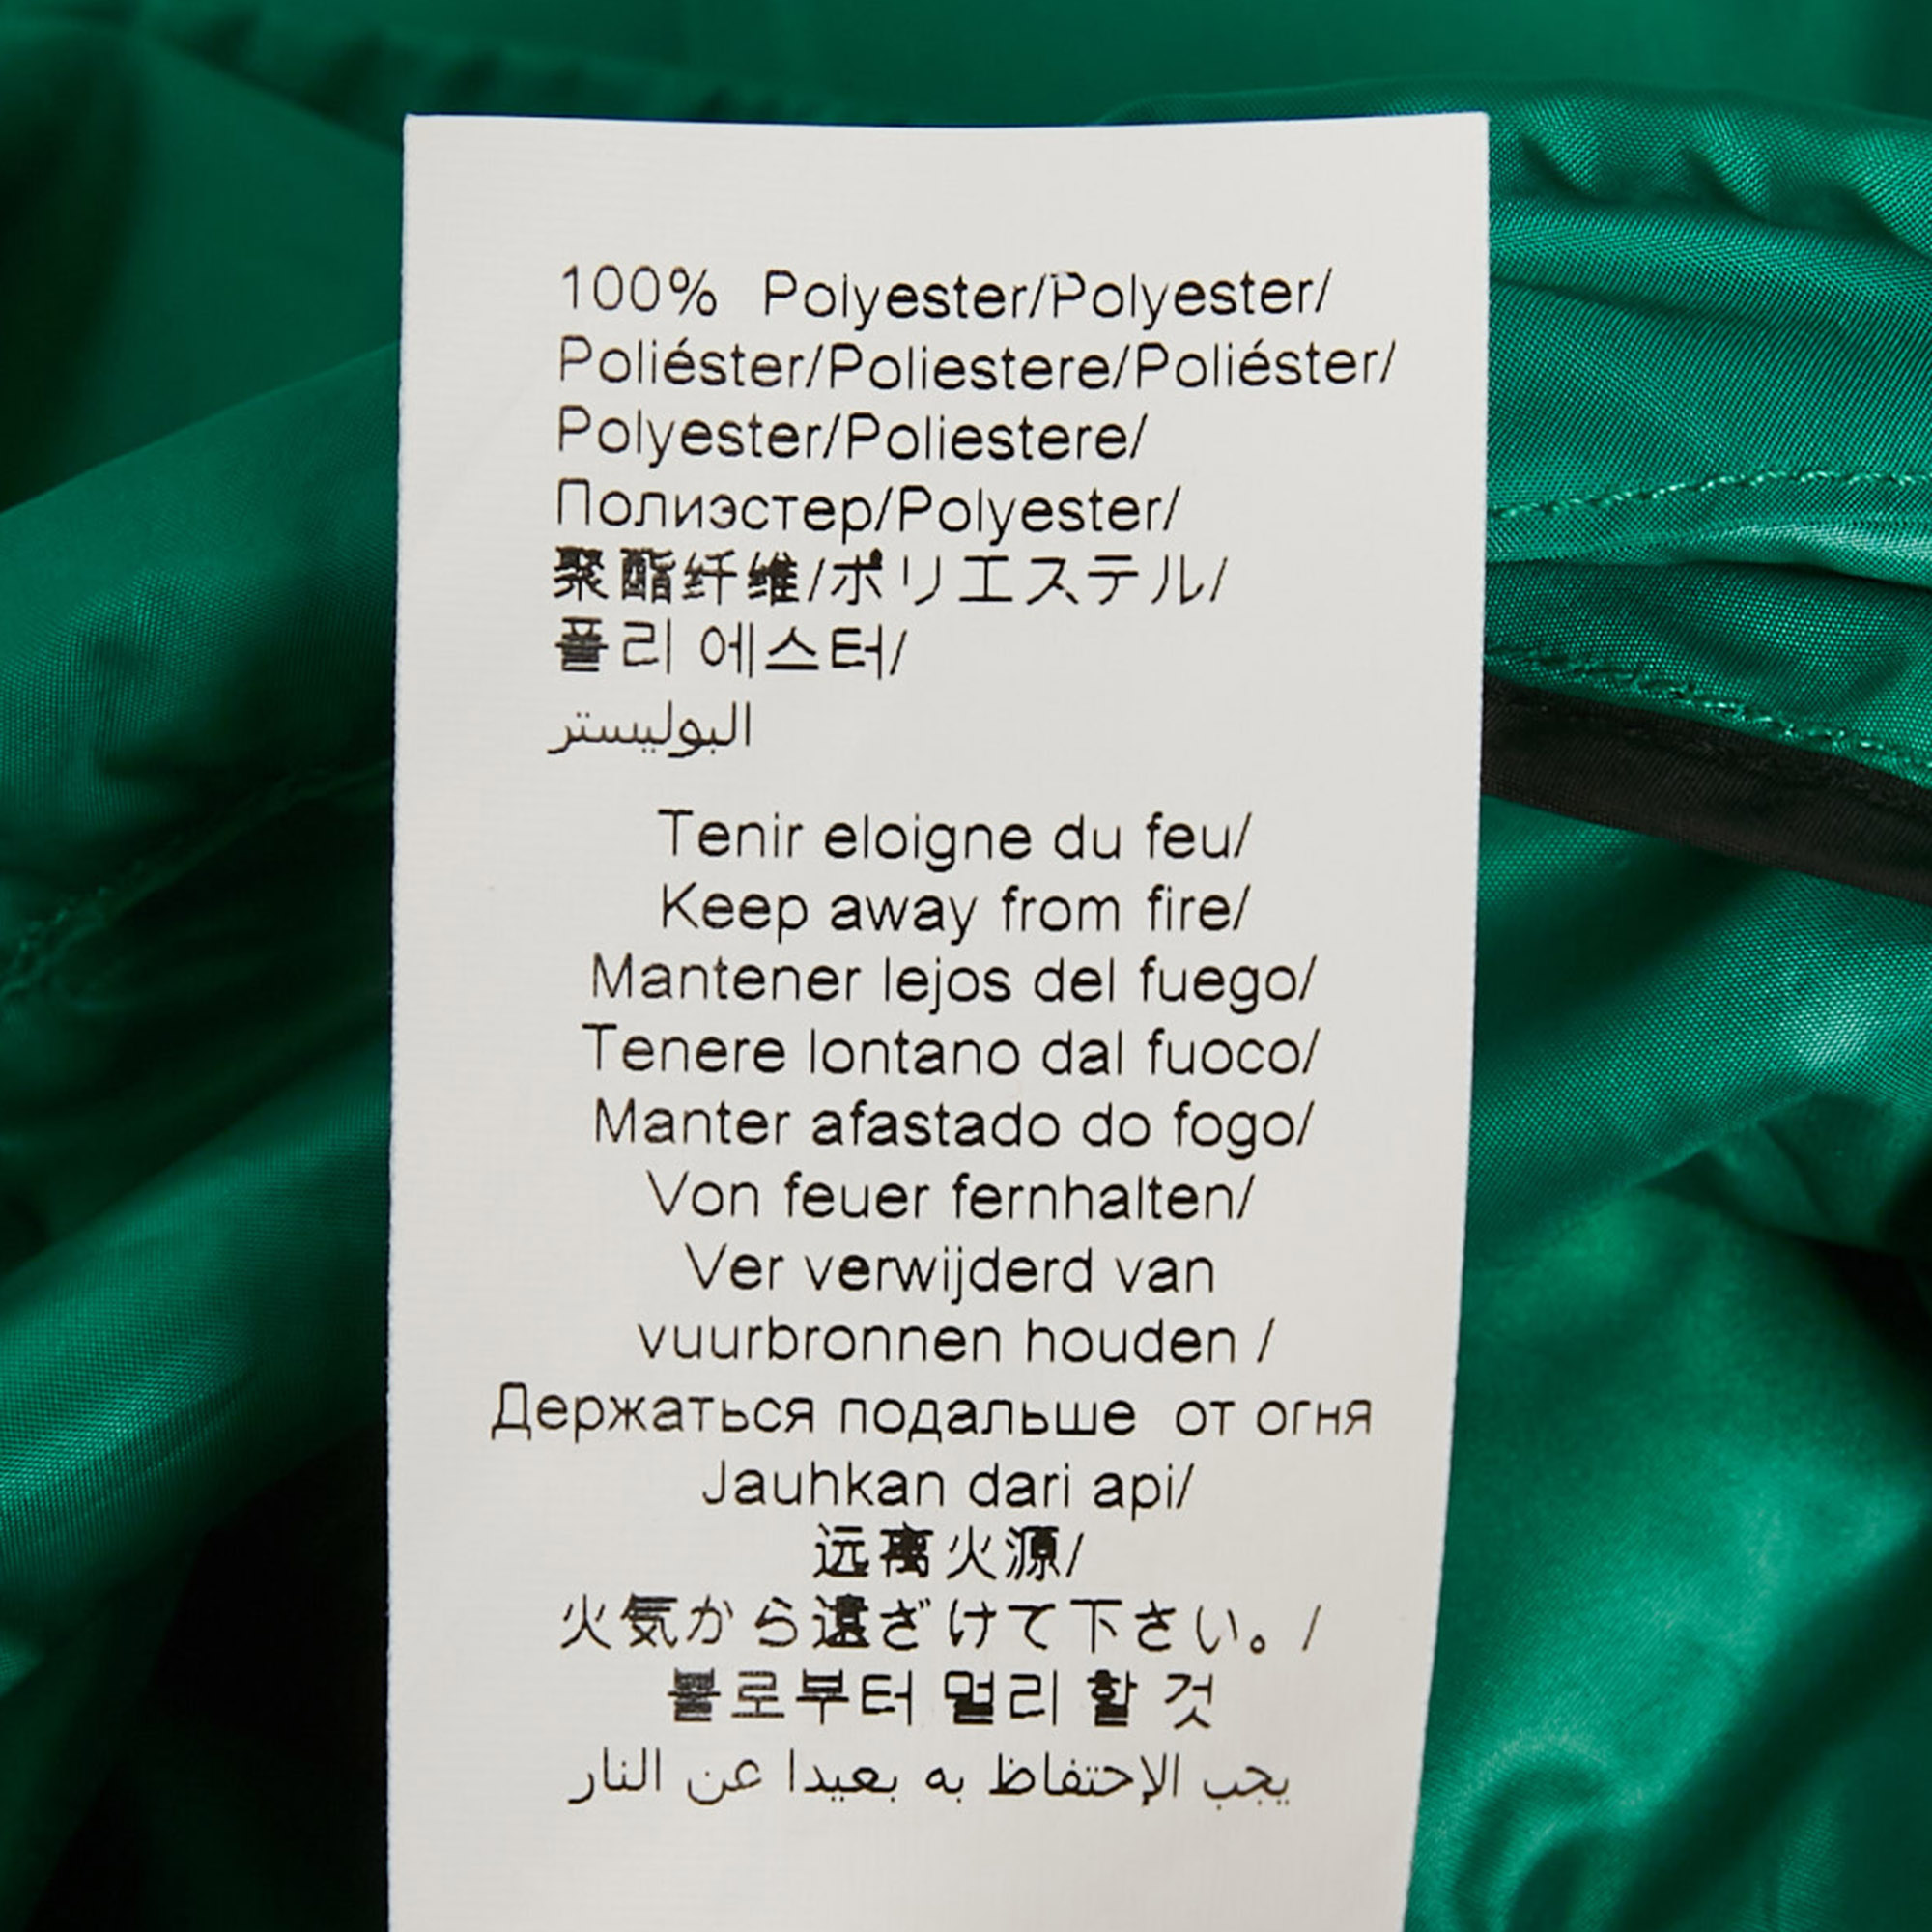 100% Polyester/Polyester/
Poliéster/Poliestere/Poliéster/
Polyester/Poliestere/
Полиэстер/Polyester/
聚酯纤维/ポリエステル/
폴리 에스터/
البوليستر
Tenir eloigne du feu/
Keep away from fire/
Mantener lejos del fuego/
Tenere lontano dal fuoco/
Manter afastado do fogo/
Von feuer fernhalten/
Ver verwijderd van
vuurbronnen houden /
Держаться подальше от огня
Jauhkan dari api/
远离火源/
火気から遠ざけて下さい。/
불로부터 멀리 할 것
يجب الإحتفاظ به بعيدا عن النار